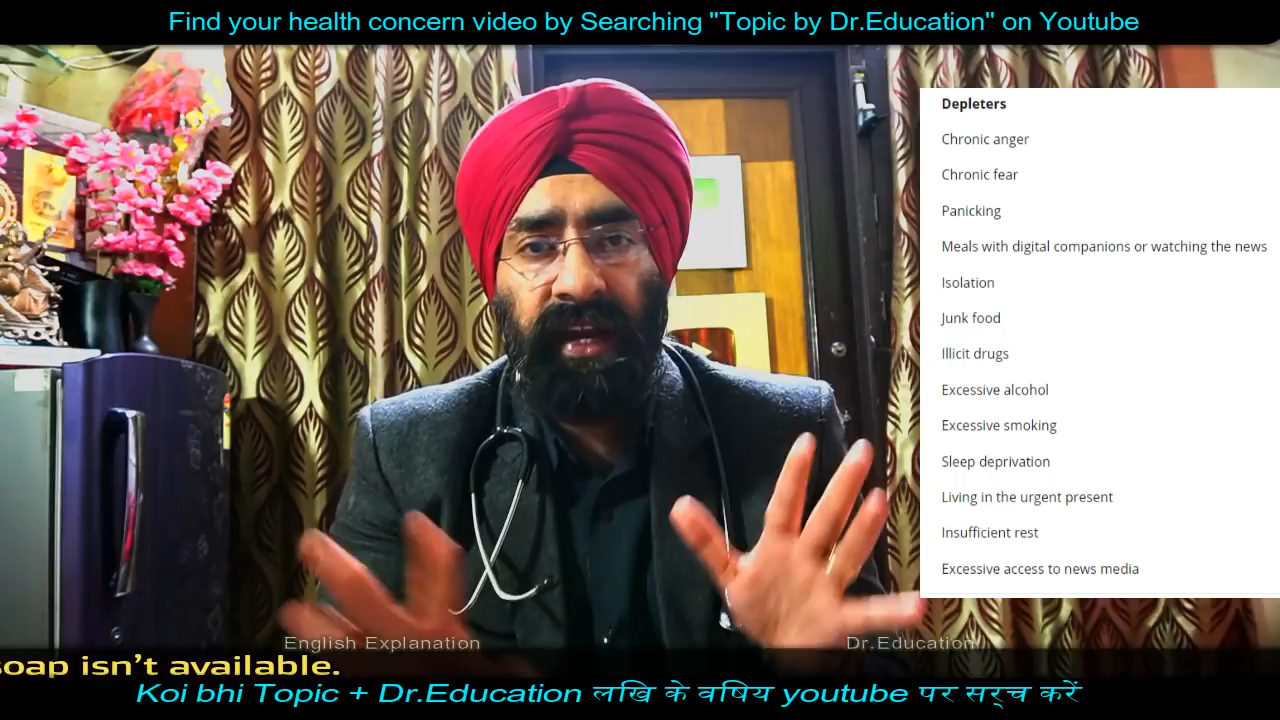 Find your health concern video by Searching "Topic by Dr.Education" on Youtube
Depleters
Chronic anger
Chronic fear
Panicking
Meals with digital companions or watching the news
Isolation
Junk food
Illicit drugs
Excessive alcohol
Excessive smoking
Sleep deprivation
Living in the urgent present
Insufficient rest
Excessive access to news media
English Explanation
Dr.Education
soap isn't available.
Koi bhi Topic + Dr.Education लखि के वषिय youtube पर सर्च करें